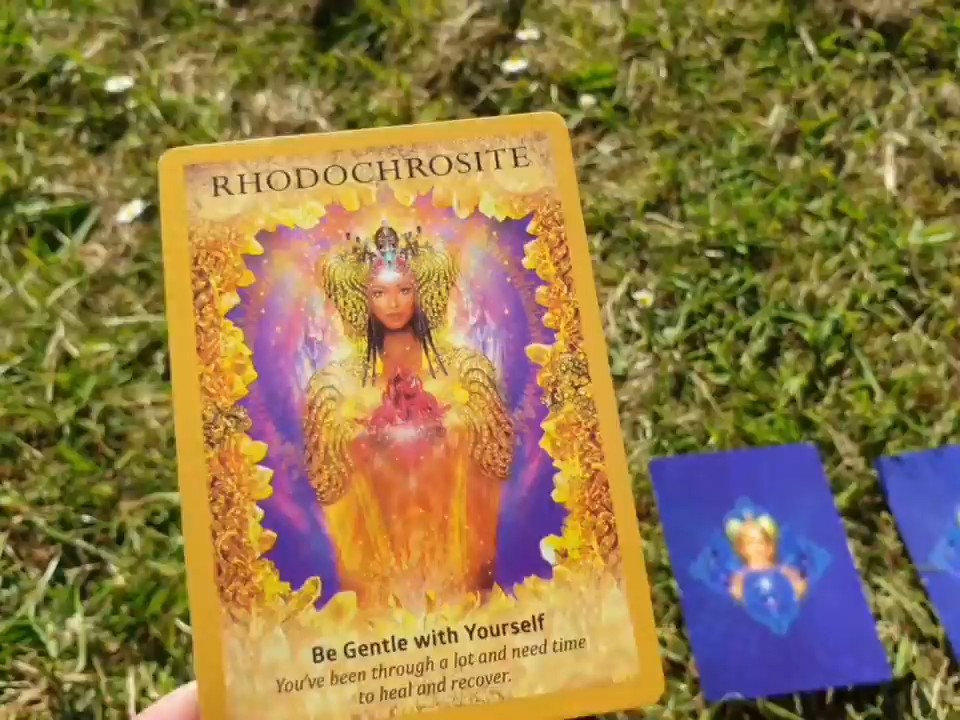 RHODOCHROSITE
Be Gentle with Yourself
You've been through a lot and need time
to heal and recover.